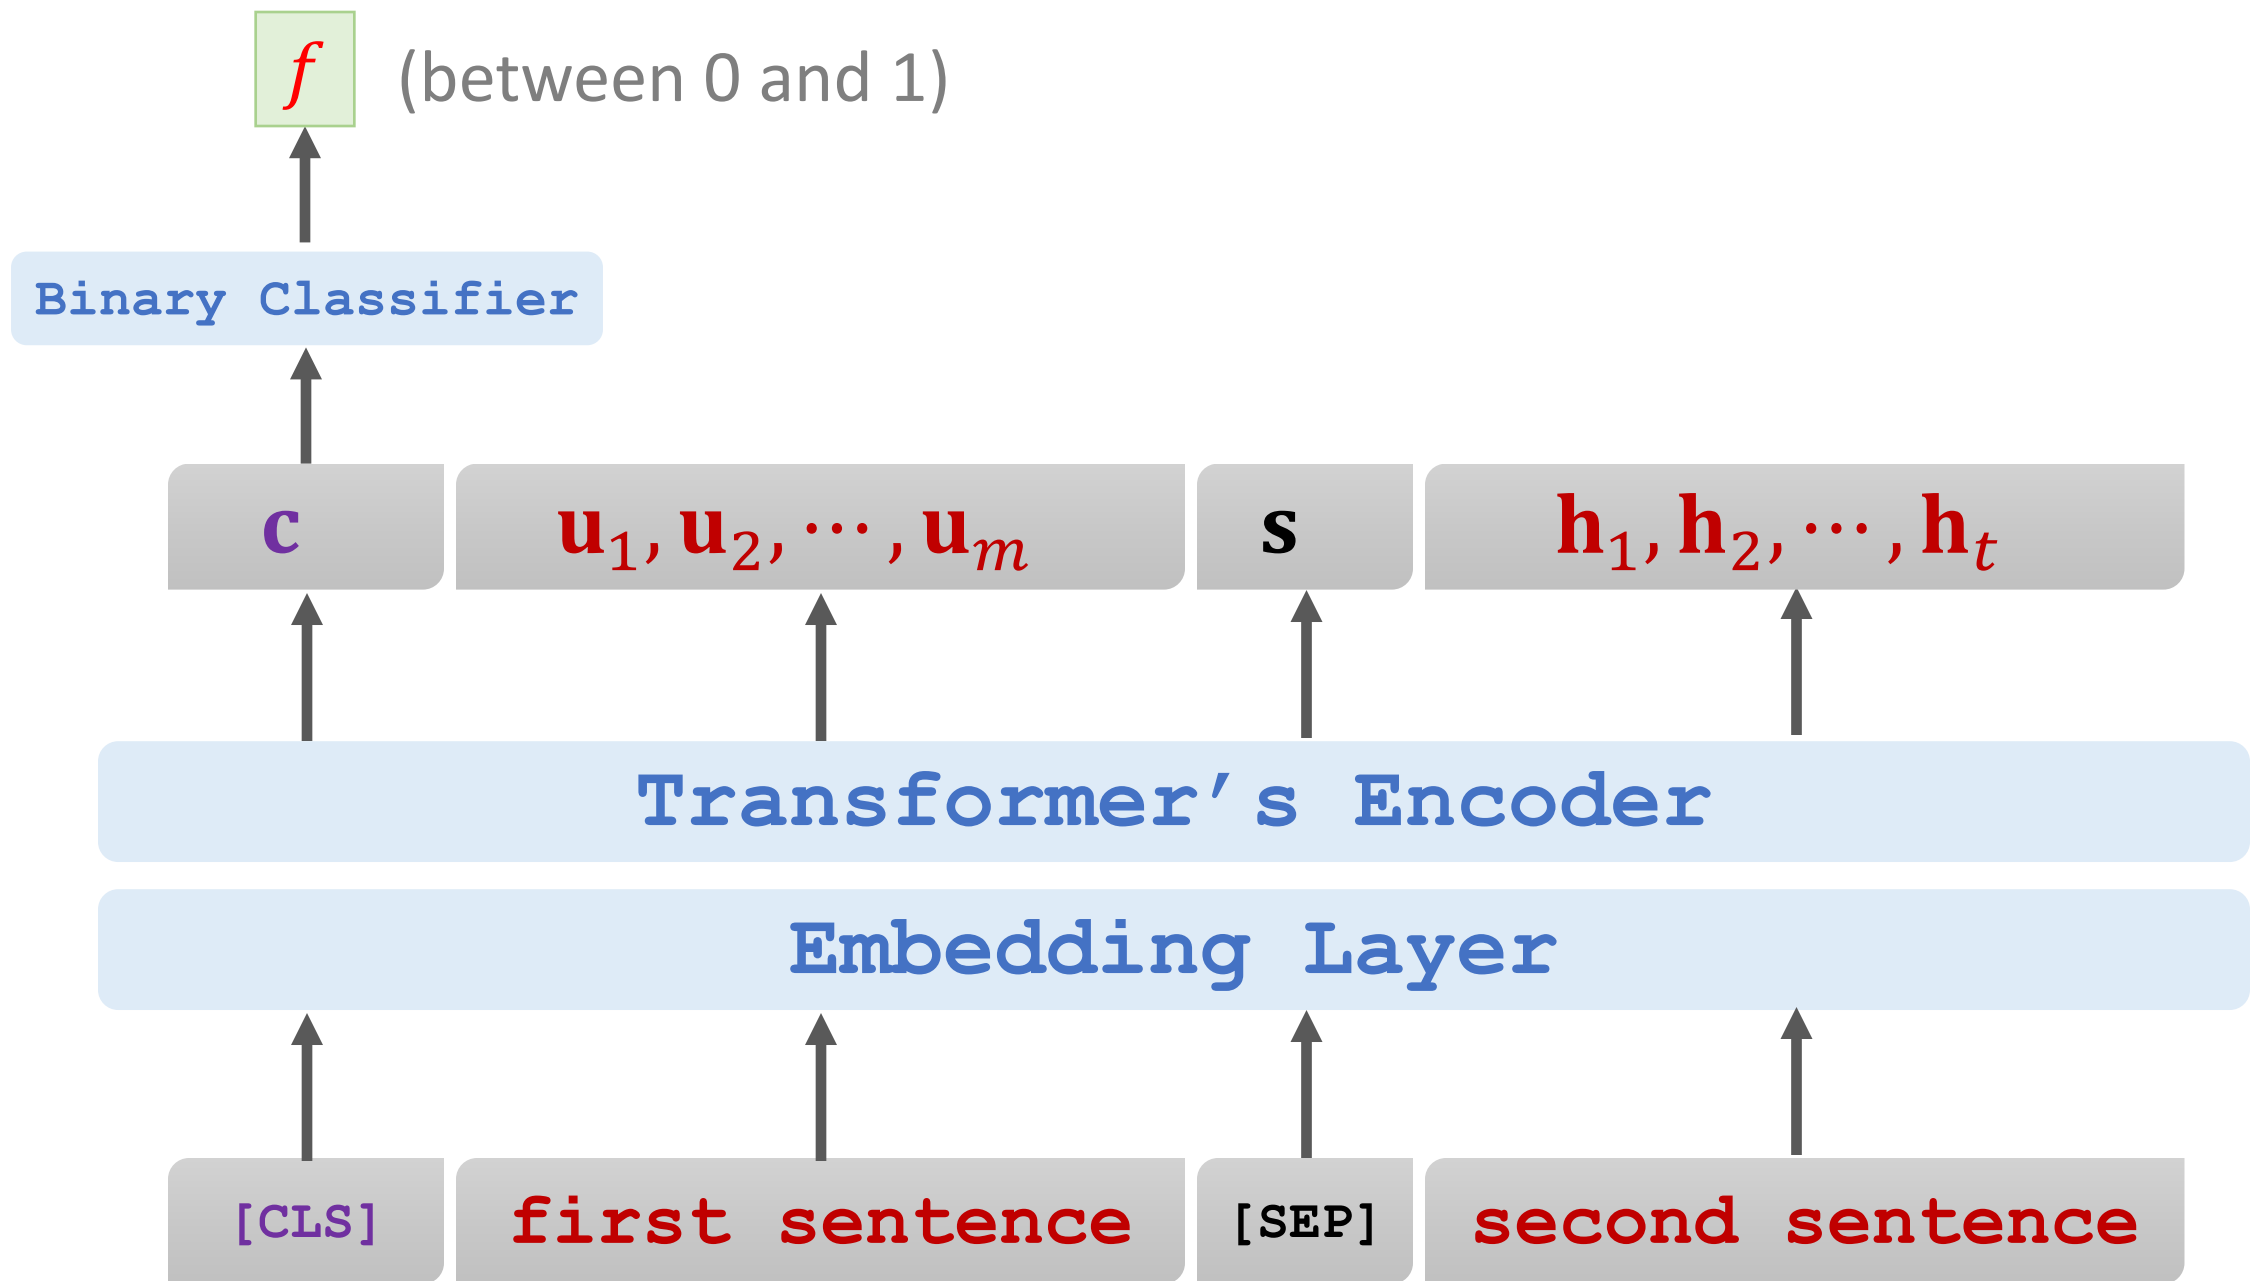 f (between 0 and 1)
Binary Classifier
c u₁, u₂, ⋯, uₘ s h₁, h₂, ⋯, hₜ
Transformer’s Encoder
Embedding Layer
[CLS] first sentence [SEP] second sentence